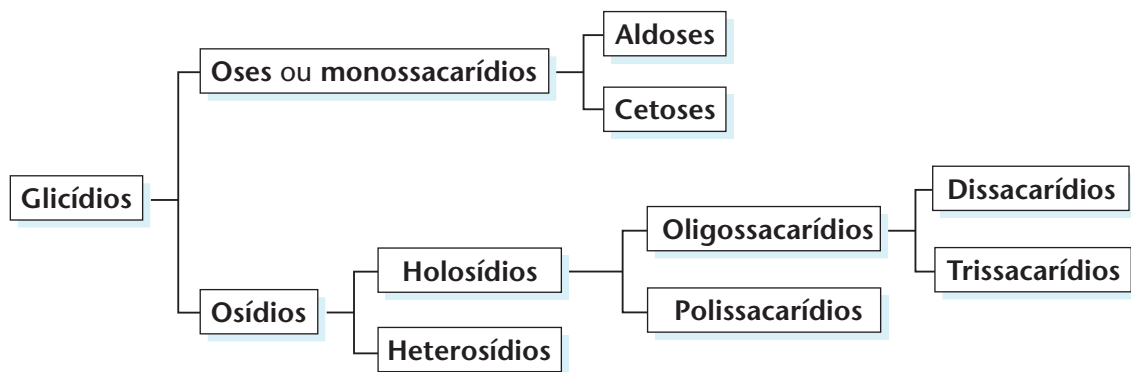 Glicídios
Oses ou monossacarídios
Aldoses
Cetoses
Osídios
Holosídios
Oligossacarídios
Dissacarídios
Trissacarídios
Polissacarídios
Heterosídios